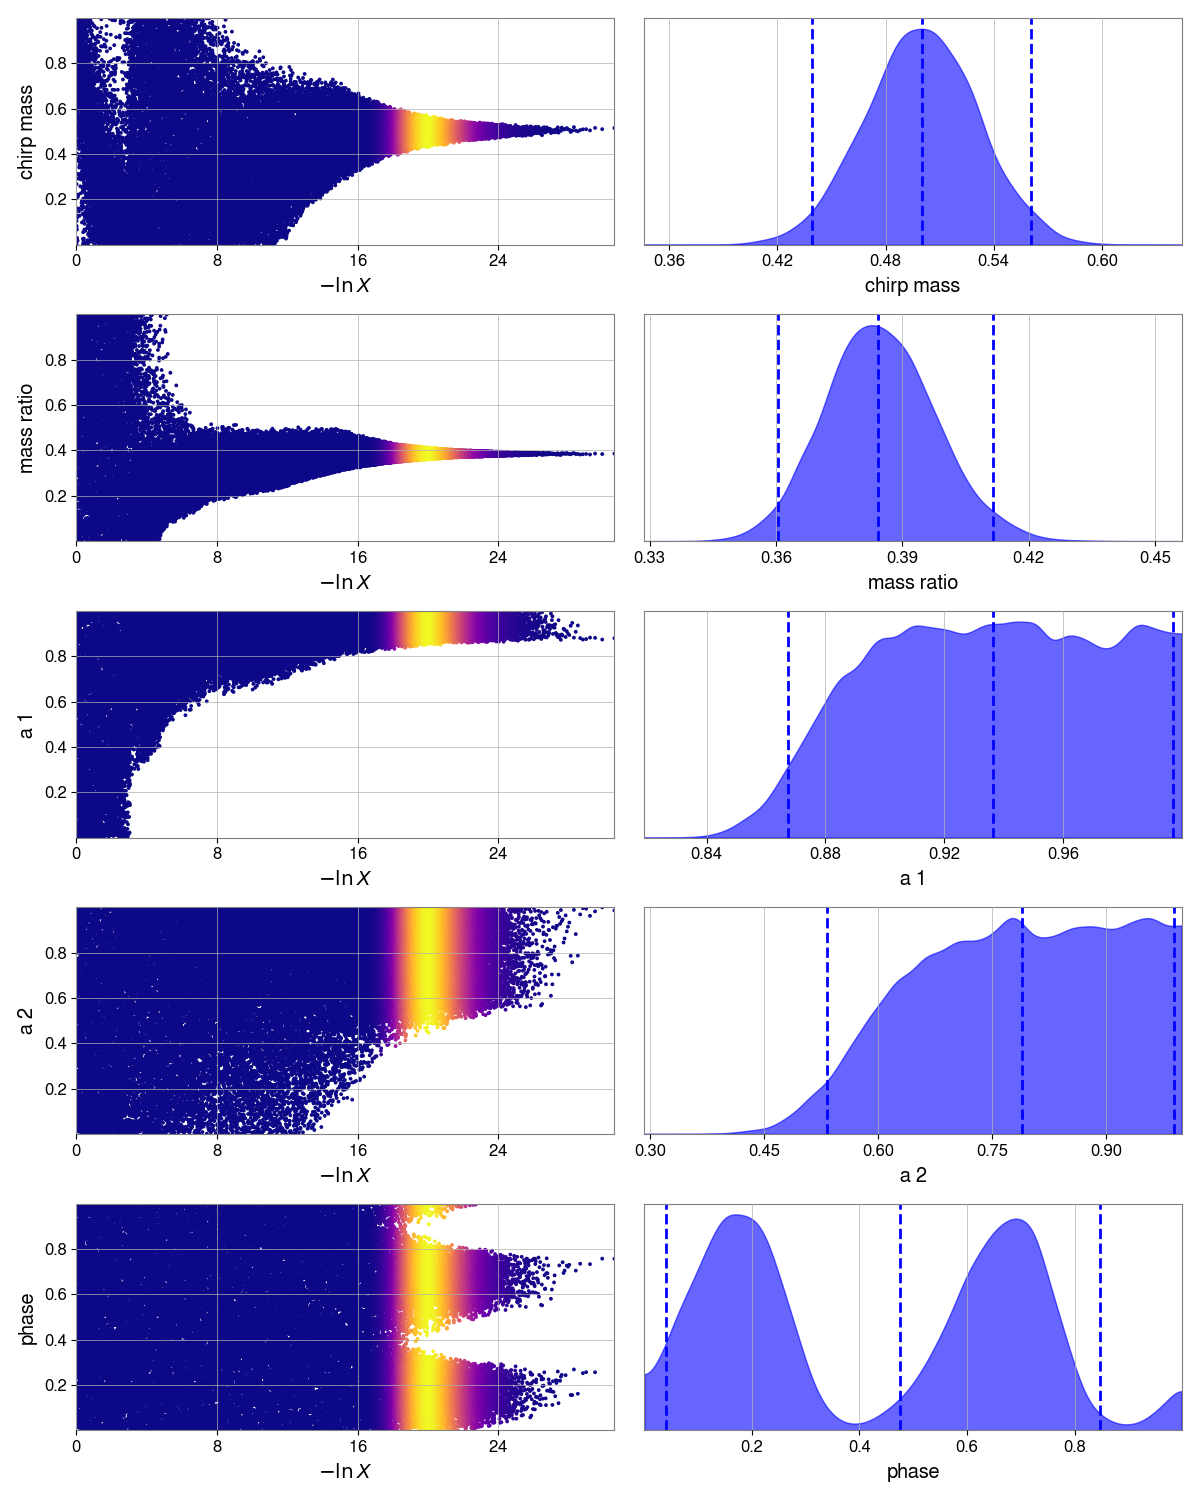 chirp mass
0.8
0.6
0.4
0.2
0 8 16 24
−ln X
0.36 0.42 0.48 0.54 0.60
chirp mass
mass ratio
0.8
0.6
0.4
0.2
0 8 16 24
−ln X
0.33 0.36 0.39 0.42 0.45
mass ratio
a 1
0.8
0.6
0.4
0.2
0 8 16 24
−ln X
0.84 0.88 0.92 0.96
a 1
a 2
0.8
0.6
0.4
0.2
0 8 16 24
−ln X
0.30 0.45 0.60 0.75 0.90
a 2
phase
0.8
0.6
0.4
0.2
0 8 16 24
−ln X
0.2 0.4 0.6 0.8
phase